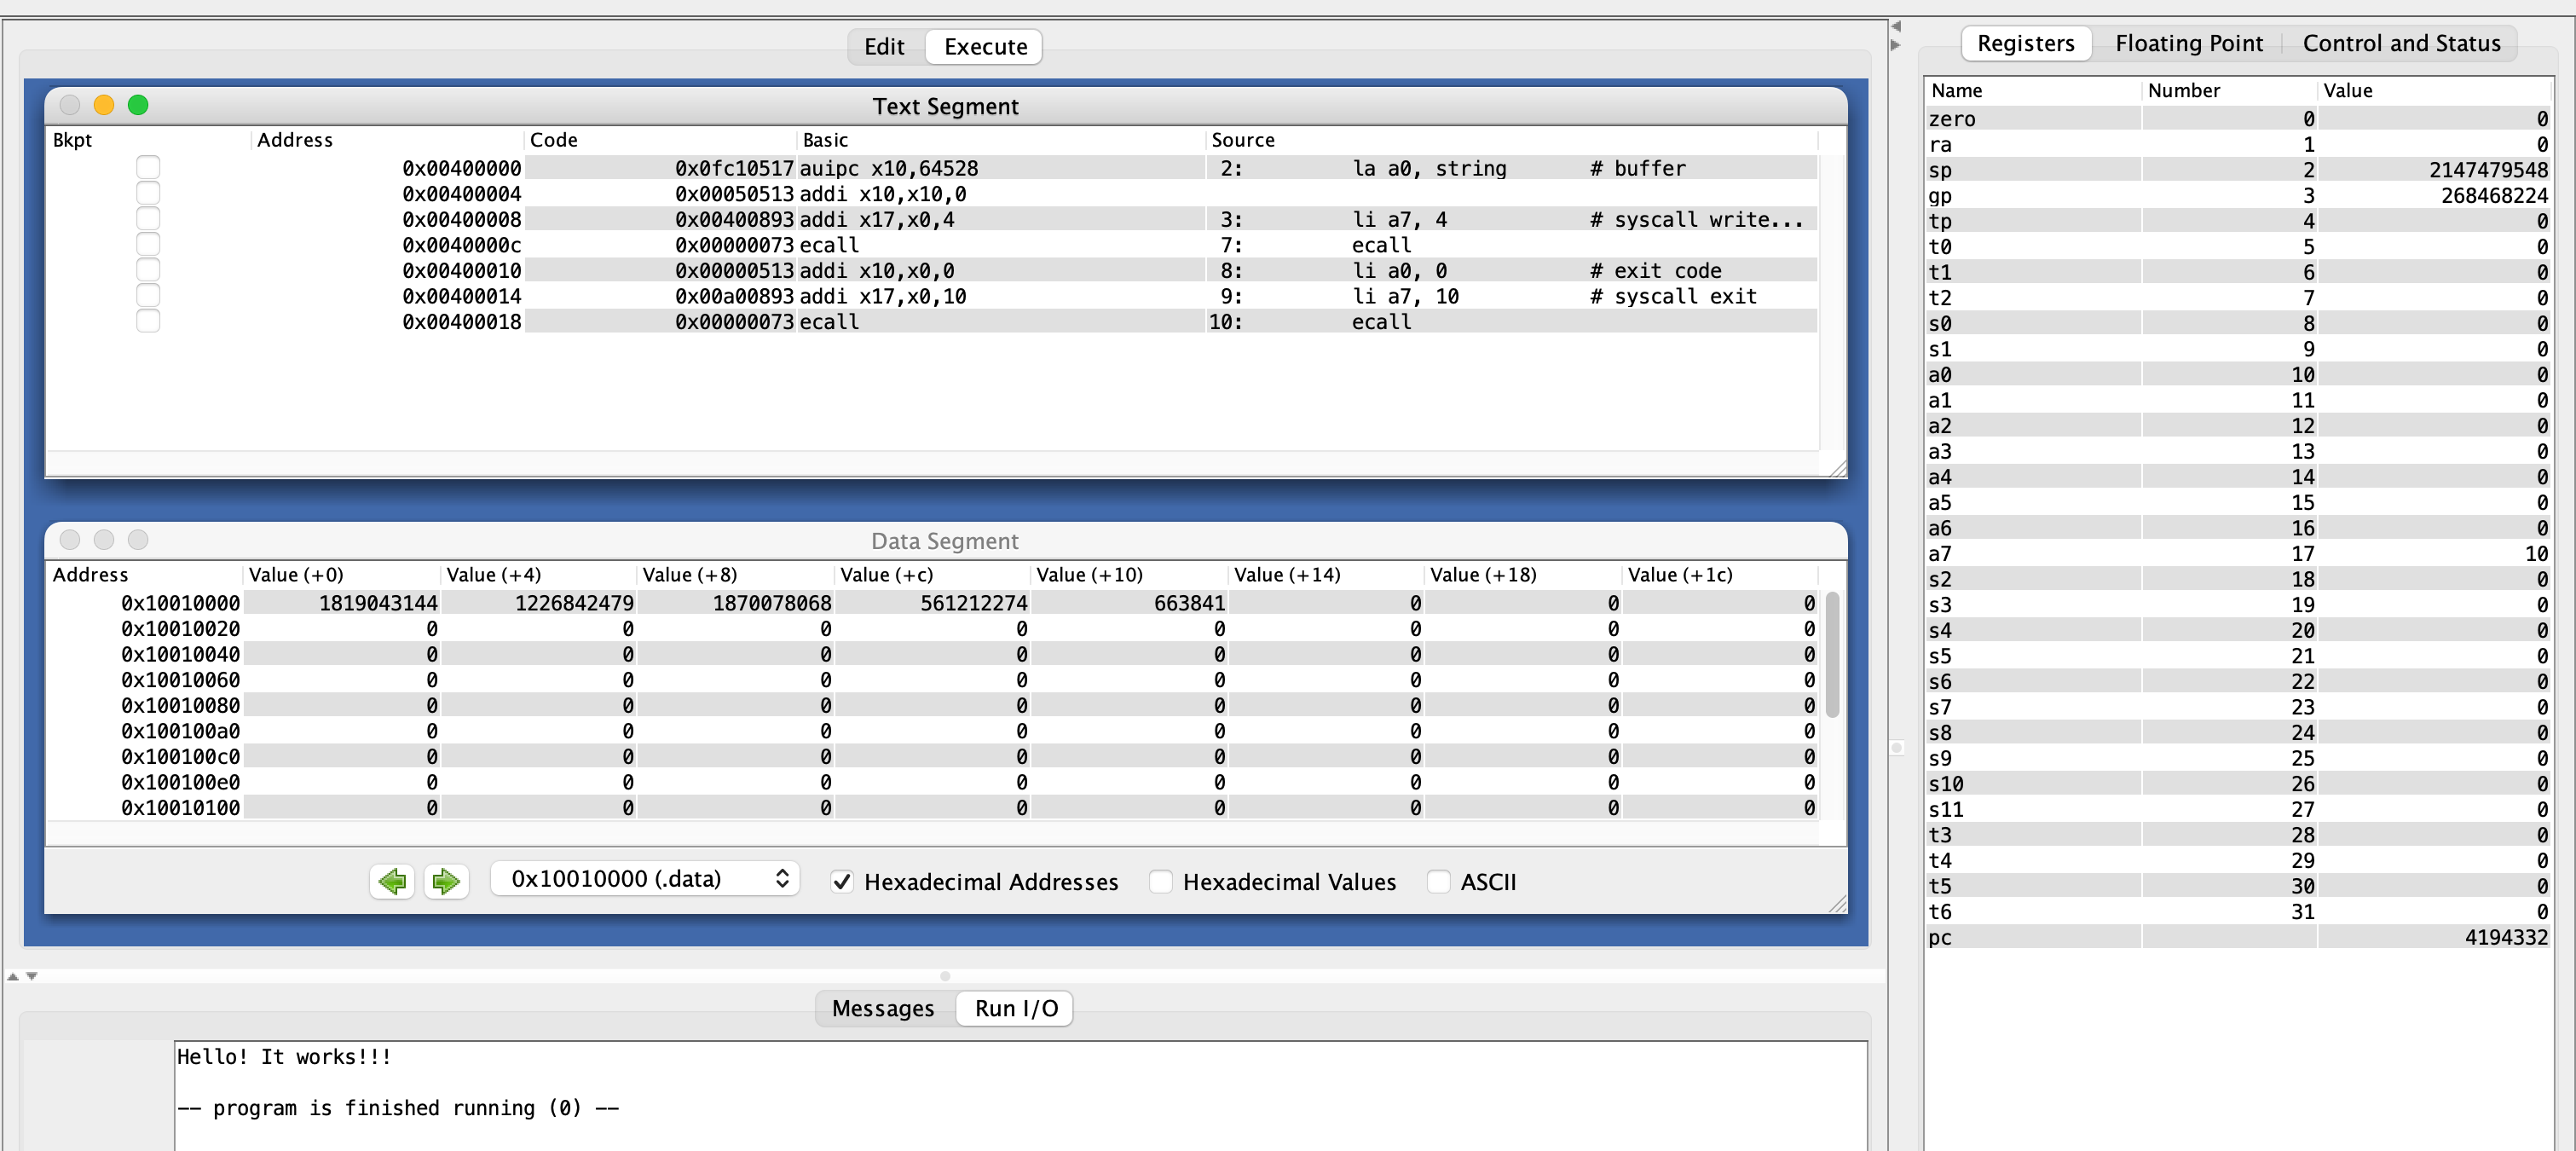 Edit Execute
Text Segment
Bkpt Address Code Basic Source
0x00400000 0x0fc10517 auipc x10,64528 2: la a0, string # buffer
0x00400004 0x00050513 addi x10,x10,0
0x00400008 0x00400893 addi x17,x0,4 3: li a7, 4 # syscall write...
0x0040000c 0x00000073 ecall 7: ecall
0x00400010 0x00000513 addi x10,x0,0 8: li a0, 0 # exit code
0x00400014 0x00a00893 addi x17,x0,10 9: li a7, 10 # syscall exit
0x00400018 0x00000073 ecall 10: ecall
Data Segment
Address Value (+0) Value (+4) Value (+8) Value (+c) Value (+10) Value (+14) Value (+18) Value (+1c)
0x10010000 1819043144 1226842479 1870078068 561212274 663841 0 0 0
0x10010020 0 0 0 0 0 0 0 0
0x10010040 0 0 0 0 0 0 0 0
0x10010060 0 0 0 0 0 0 0 0
0x10010080 0 0 0 0 0 0 0 0
0x100100a0 0 0 0 0 0 0 0 0
0x100100c0 0 0 0 0 0 0 0 0
0x100100e0 0 0 0 0 0 0 0 0
0x10010100 0 0 0 0 0 0 0 0
0x10010000 (.data) Hexadecimal Addresses Hexadecimal Values ASCII
Messages Run I/O
Hello! It works!!!
-- program is finished running (0) --
Registers Floating Point Control and Status
Name Number Value
zero 0 0
ra 1 0
sp 2 2147479548
gp 3 268468224
tp 4 0
t0 5 0
t1 6 0
t2 7 0
s0 8 0
s1 9 0
a0 10 0
a1 11 0
a2 12 0
a3 13 0
a4 14 0
a5 15 0
a6 16 0
a7 17 10
s2 18 0
s3 19 0
s4 20 0
s5 21 0
s6 22 0
s7 23 0
s8 24 0
s9 25 0
s10 26 0
s11 27 0
t3 28 0
t4 29 0
t5 30 0
t6 31 0
pc 4194332